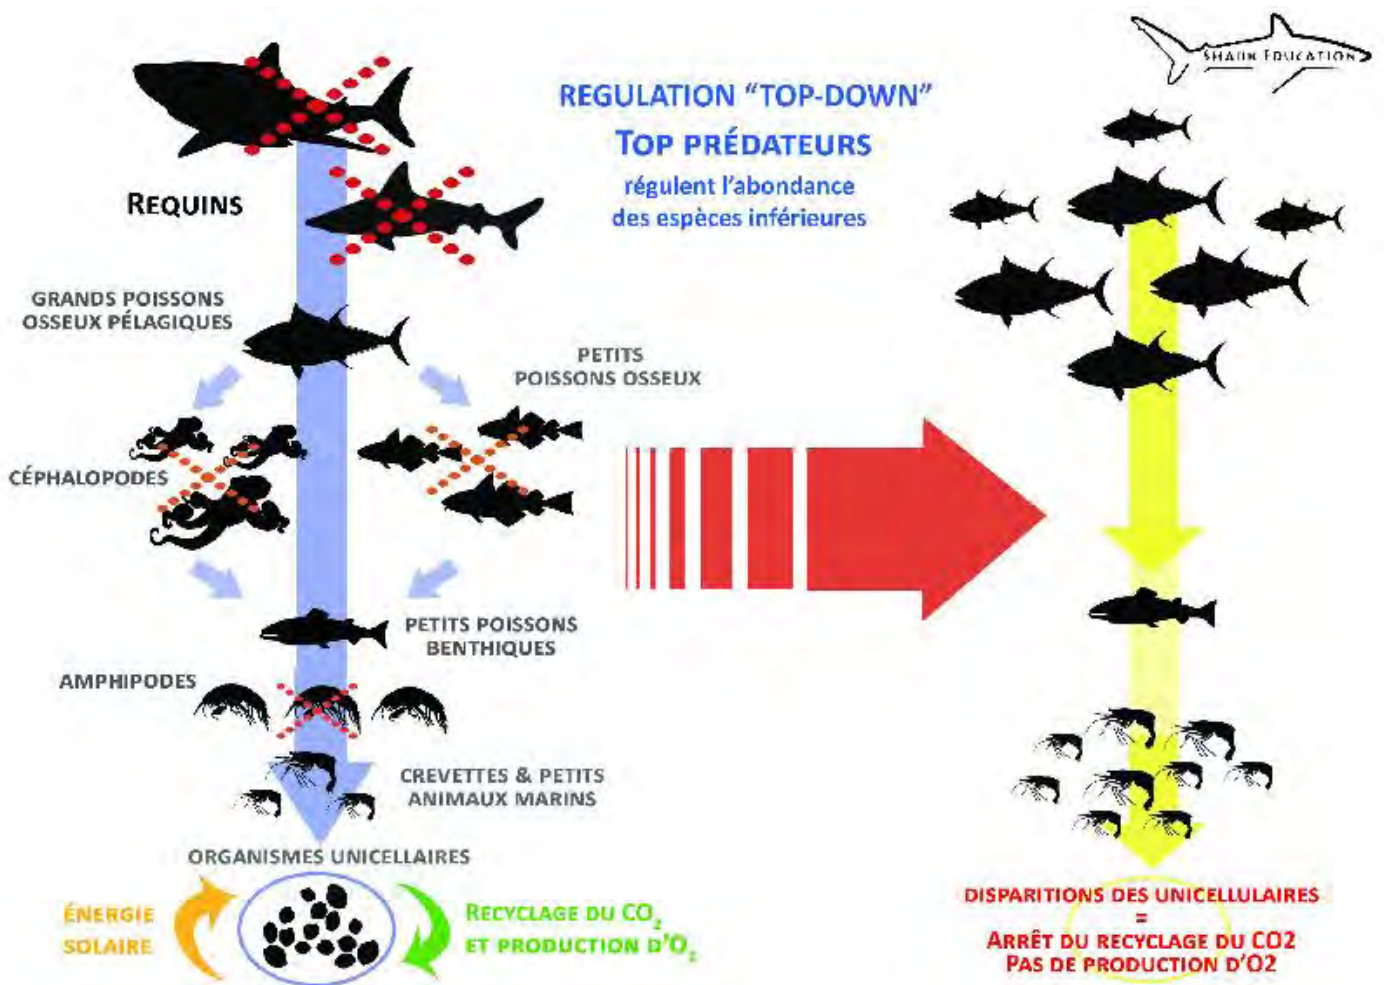 SHARK EDUCATION
REGULATION “TOP-DOWN”
TOP PRÉDATEURS
régulent l’abondance
des espèces inférieures
REQUINS
GRANDS POISSONS
OSSEUX PÉLAGIQUES
PETITS
POISSONS OSSEUX
CÉPHALOPODES
PETITS POISSONS
BENTHIQUES
AMPHIPODES
CREVETTES & PETITS
ANIMAUX MARINS
ORGANISMES UNICELLAIRES
ÉNERGIE
SOLAIRE
RECYCLAGE DU CO₂
ET PRODUCTION D’O₂
DISPARITIONS DES UNICELLULAIRES
=
ARRÊT DU RECYCLAGE DU CO2
PAS DE PRODUCTION D’O2